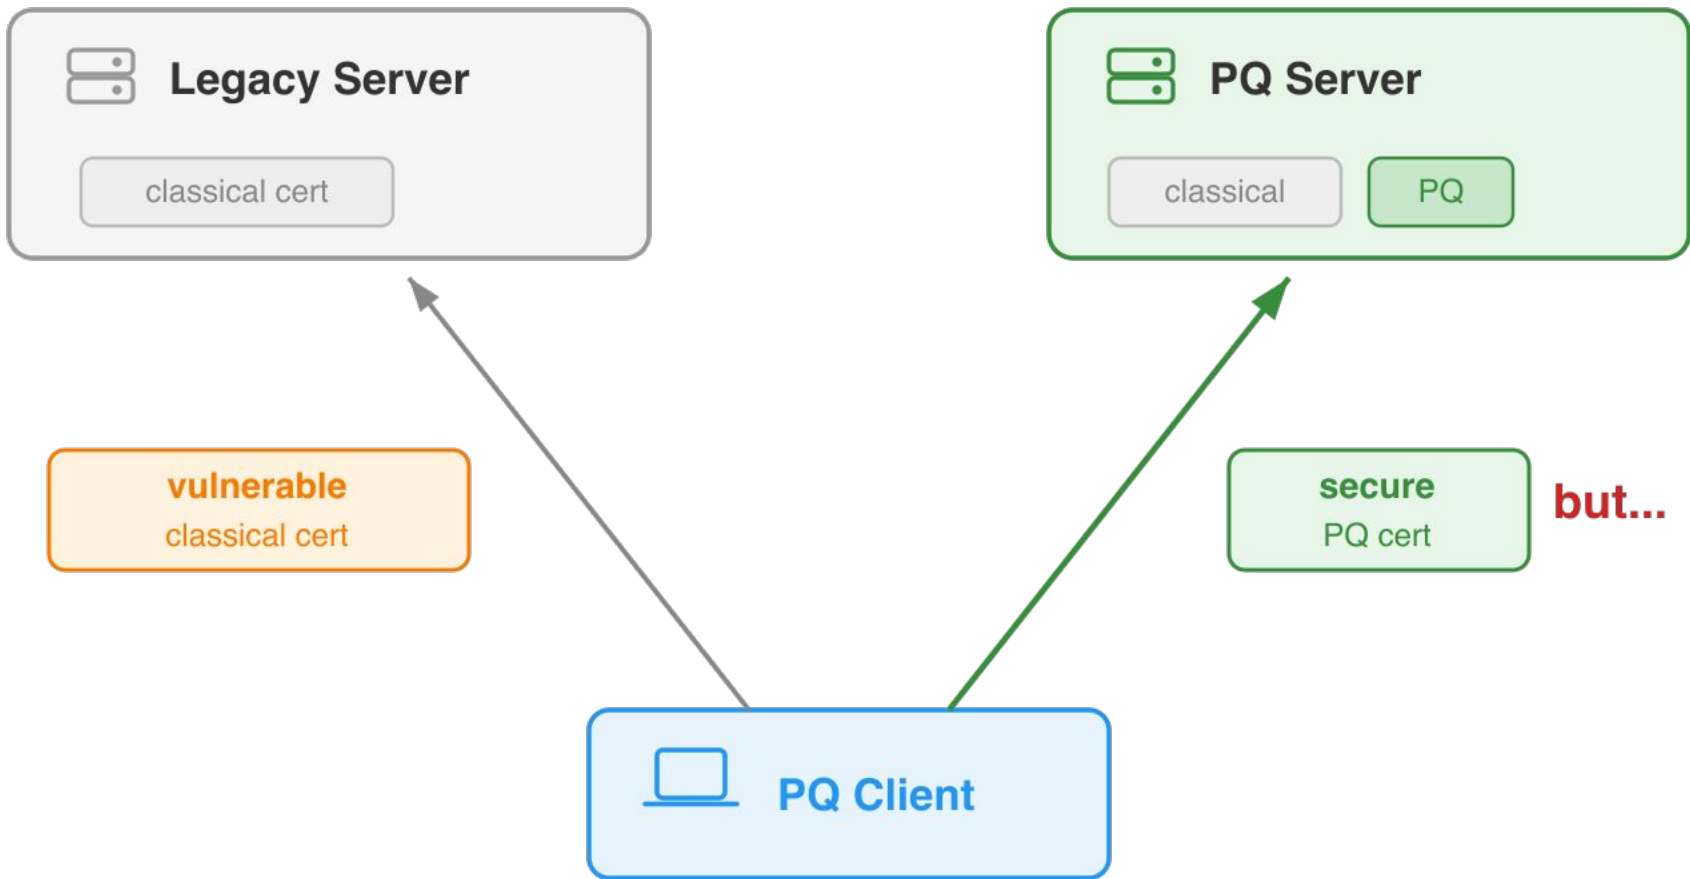 Legacy Server
classical cert
PQ Server
classical
PQ
vulnerable
classical cert
secure
PQ cert
but...
PQ Client